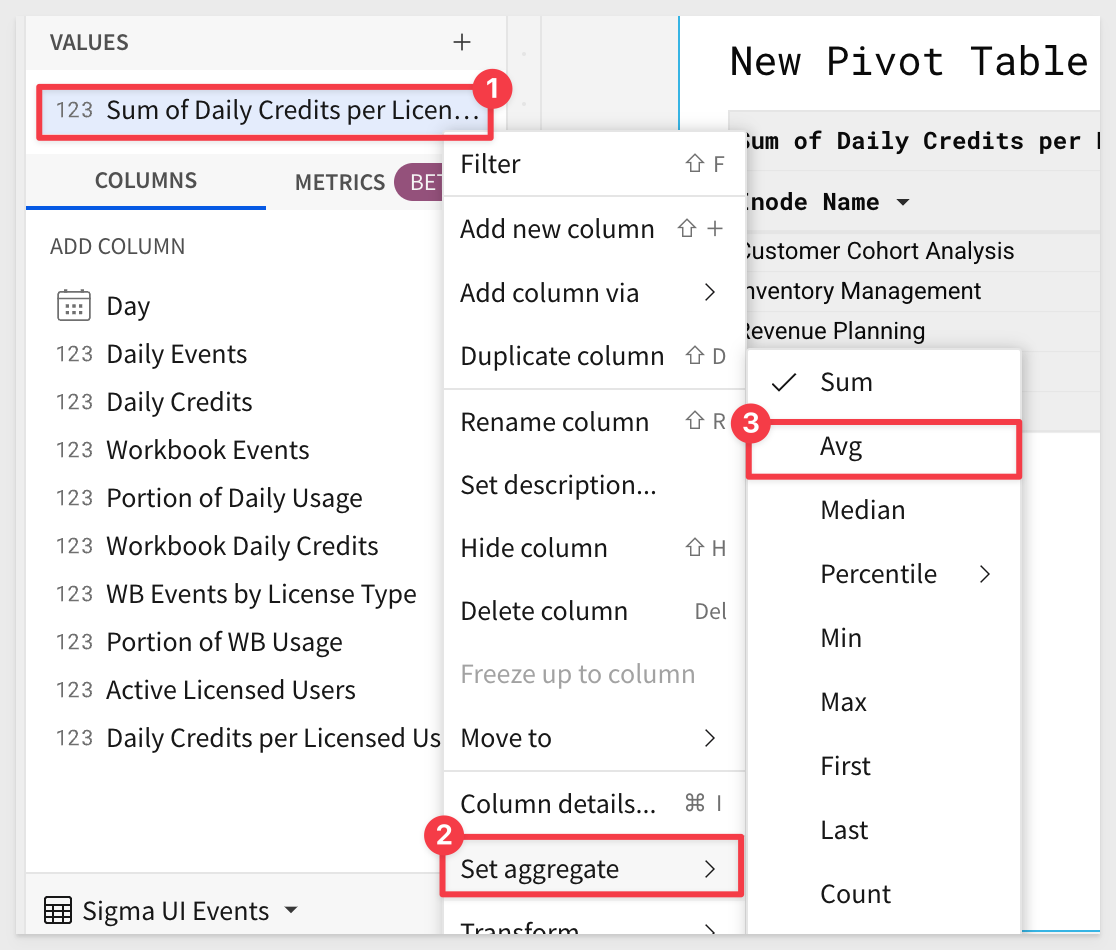 VALUES
1
123 Sum of Daily Credits per Licen...
COLUMNS
METRICS
ADD COLUMN
Day
123 Daily Events
123 Daily Credits
123 Workbook Events
123 Portion of Daily Usage
123 Workbook Daily Credits
123 WB Events by License Type
123 Portion of WB Usage
123 Active Licensed Users
123 Daily Credits per Licensed Us
Sigma UI Events
Filter ⇧ F
Add new column ⇧ +
Add column via
Duplicate column ⇧ D
Rename column ⇧ R
Set description...
Hide column ⇧ H
Delete column Del
Freeze up to column
Move to
Column details... ⌘ I
2
Set aggregate
Transform
Sum
3
Avg
Median
Percentile
Min
Max
First
Last
Count
New Pivot Table
Sum of Daily Credits per
Inode Name
Customer Cohort Analysis
Inventory Management
Revenue Planning